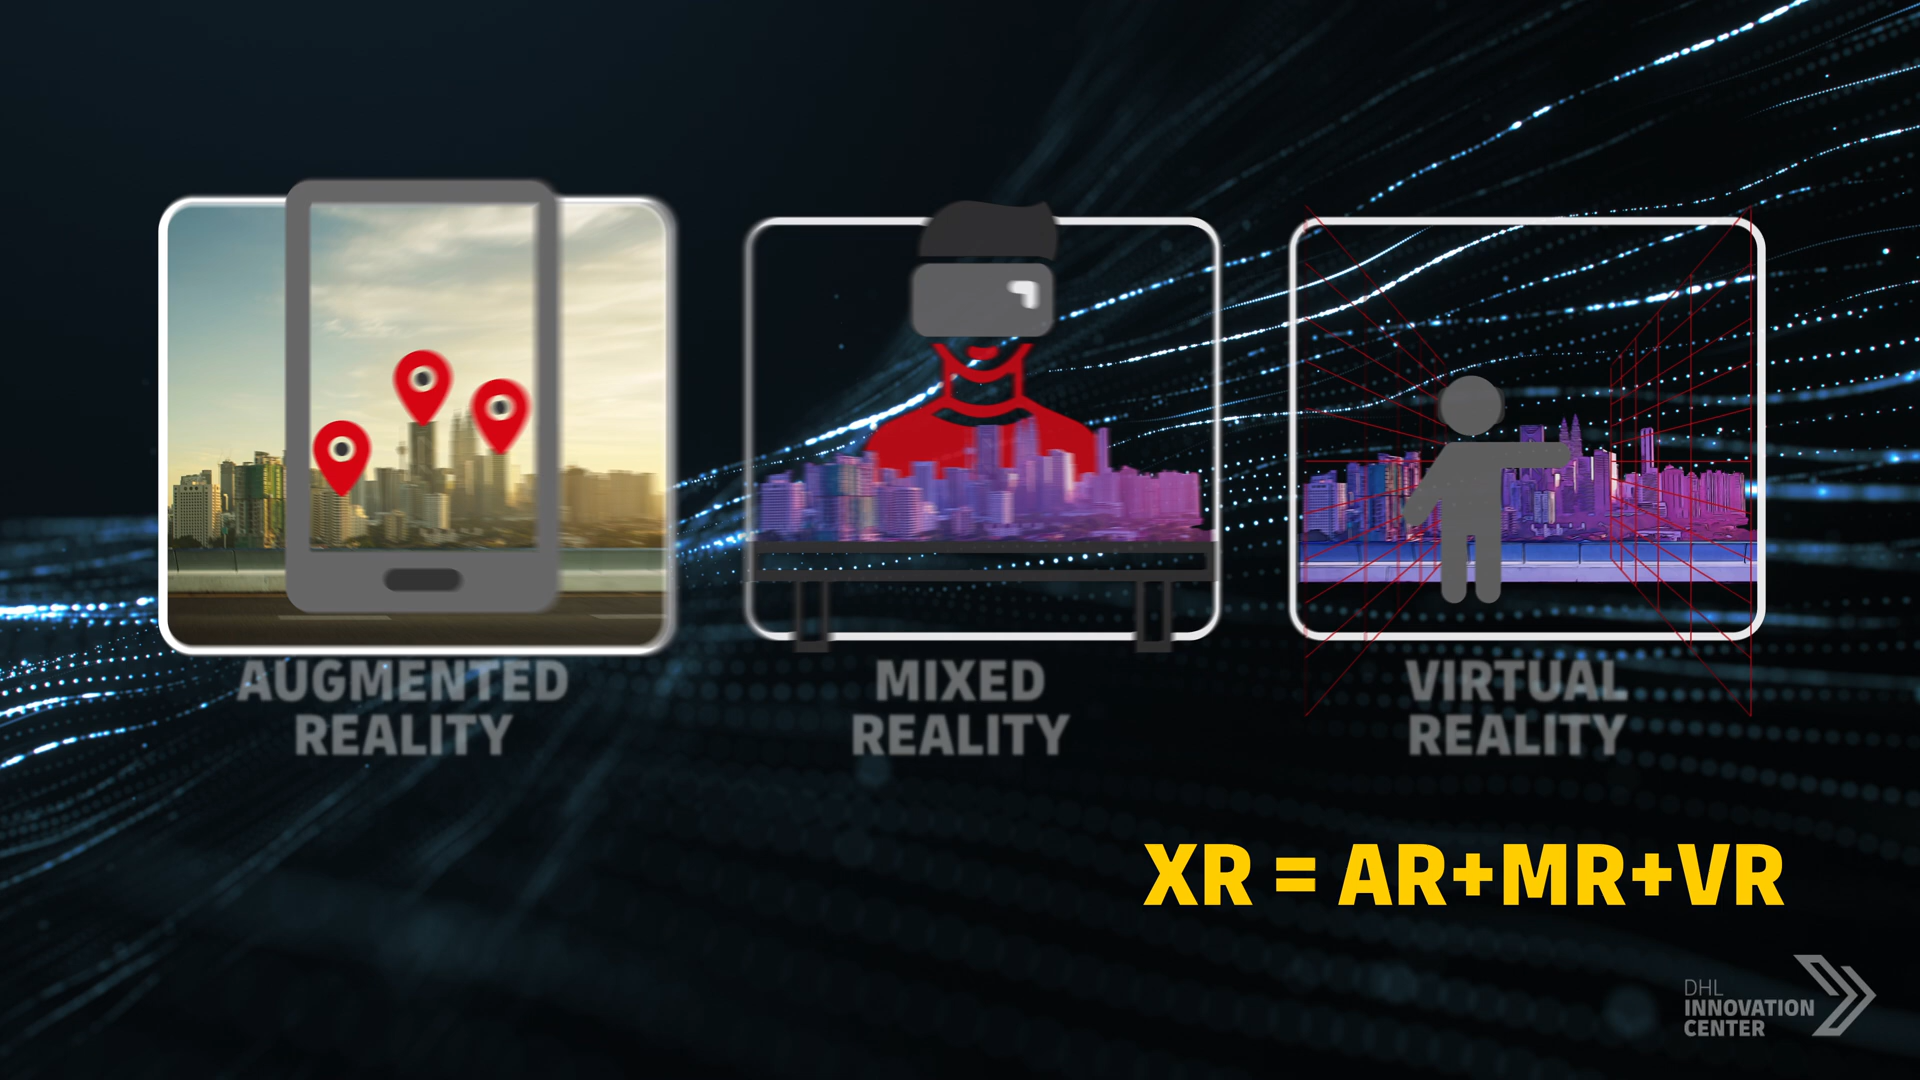 AUGMENTED
REALITY
MIXED
REALITY
VIRTUAL
REALITY
XR = AR+MR+VR
DHL
INNOVATION
CENTER